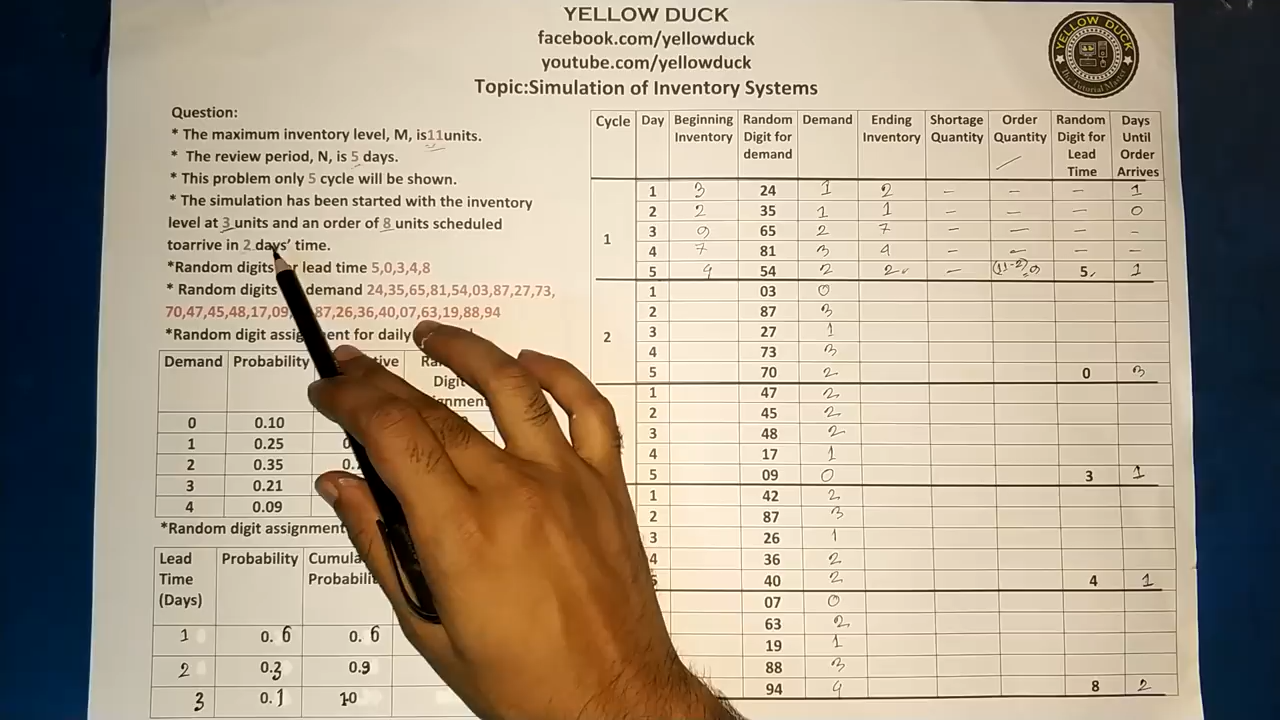 YELLOW DUCK
facebook.com/yellowduck
youtube.com/yellowduck
Topic:Simulation of Inventory Systems
YELLOW DUCK
The Tutorial Master
Question:
* The maximum inventory level, M, is 11 units.
* The review period, N, is 5 days.
* This problem only 5 cycle will be shown.
* The simulation has been started with the inventory
level at 3 units and an order of 8 units scheduled
toarrive in 2 days' time.
*Random digits lead time 5,0,3,4,8
* Random digits demand 24,35,65,81,54,03,87,27,73,
70,47,45,48,17,09, 87,26,36,40,07,63,19,88,94
*Random digit assignment for daily
Demand Probability
Digit
0 0.10
1 0.25
2 0.35
3 0.21
4 0.09
*Random digit assignment
Lead Time (Days) Probability
1 0.6 0.6
2 0.3 0.9
3 0.1 1.0
Cycle Day Beginning Inventory Random Digit for demand Demand Ending Inventory Shortage Quantity Order Quantity Random Digit for Lead Time Days Until Order Arrives
1
1 3 24 1 2 - - - 1
2 2 35 1 1 - - - 0
3 9 65 2 7 - - - -
4 7 81 3 4 - - - -
5 4 54 2 2 - (11-2)9 5 1
2
1 03 0
2 87 3
3 27 1
4 73 3
5 70 2 0 3
1 47 2
2 45 2
3 48 2
4 17 1
5 09 0 3 1
1 42 2
2 87 3
3 26 1
4 36 2
40 2 4 1
07 0
63 2
19 1
88 3
94 4 8 2